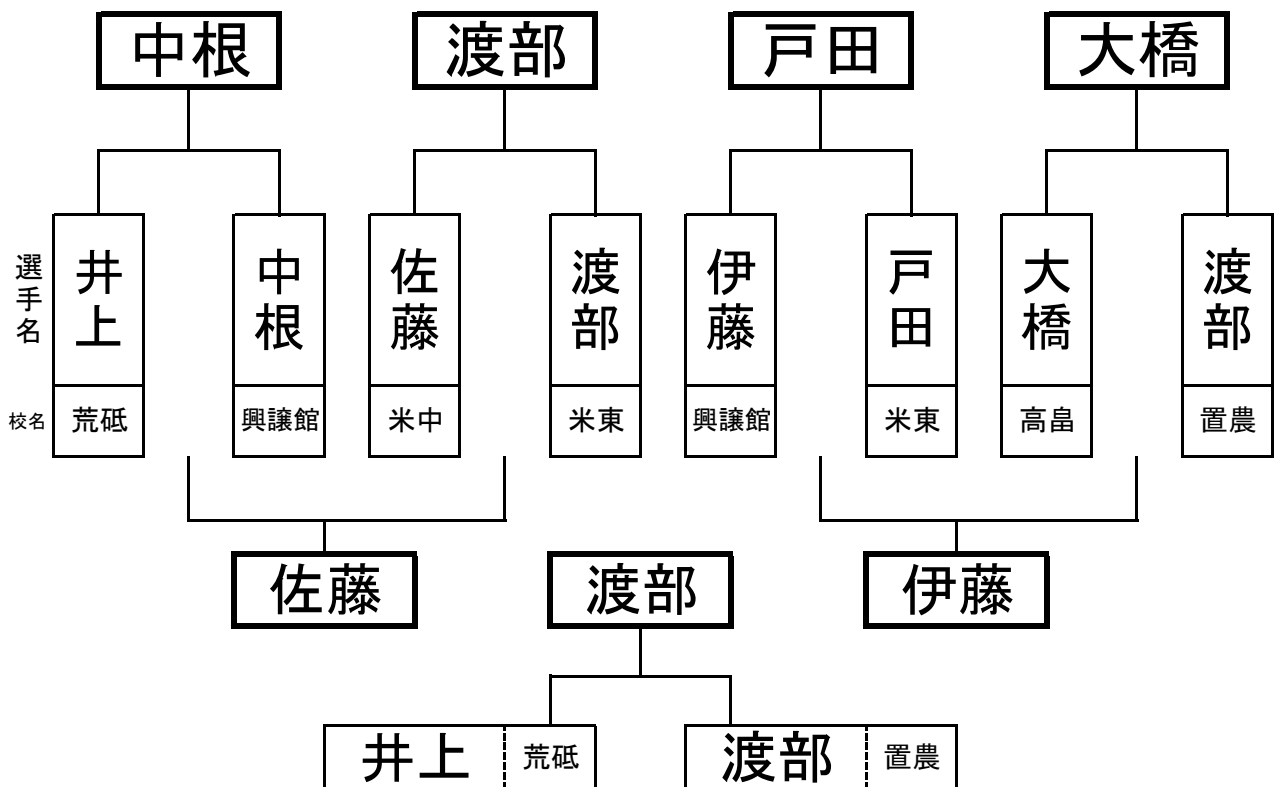 中根 渡部 戸田 大橋
選手名 井上 中根 佐藤 渡部 伊藤 戸田 大橋 渡部
校名 荒砥 興譲館 米中 米東 興譲館 米東 高畠 置農
佐藤 渡部 伊藤
井上 荒砥 渡部 置農